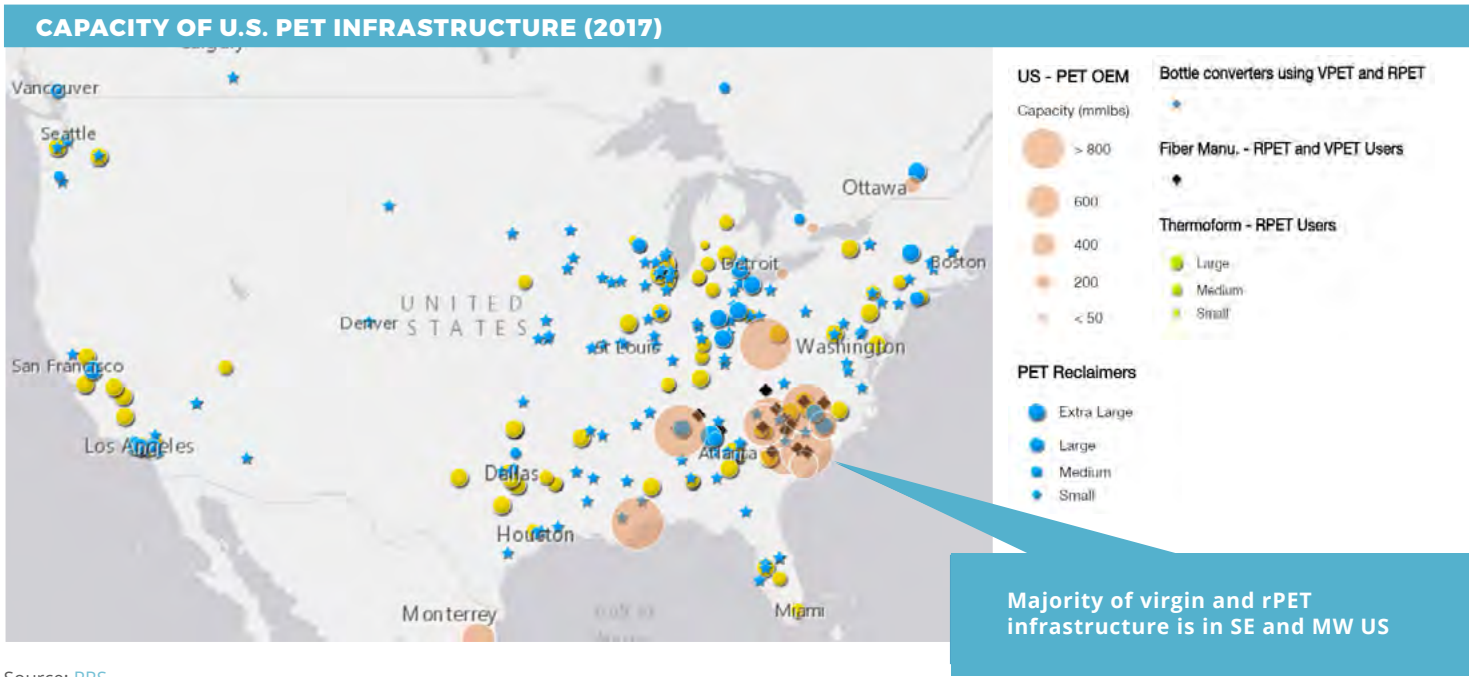 CAPACITY OF U.S. PET INFRASTRUCTURE (2017)
Calgary
Vancouver
Seattle
Ottawa
Detroit
Boston
UNITED
STATES
Denver
St Louis
Washington
San Francisco
Los Angeles
Atlanta
Dallas
Houston
Monterrey
Miami
US - PET OEM
Capacity (mmlbs)
> 800
600
400
200
< 50
PET Reclaimers
Extra Large
Large
Medium
Small
Bottle converters using VPET and RPET
Fiber Manu. - RPET and VPET Users
Thermoform - RPET Users
Large
Medium
Small
Majority of virgin and rPET
infrastructure is in SE and MW US
Source: RRS